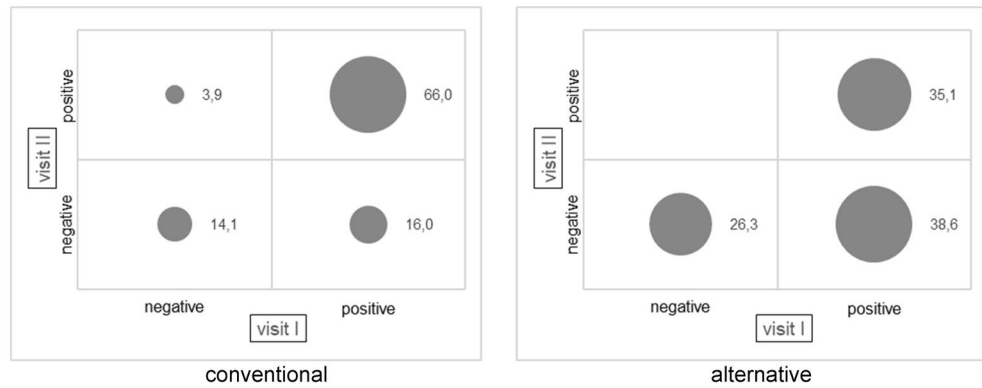 positive
3,9
66,0
visit II
negative
14,1
16,0
negative
positive
visit I
conventional
positive
35,1
visit II
negative
26,3
38,6
negative
positive
visit I
alternative